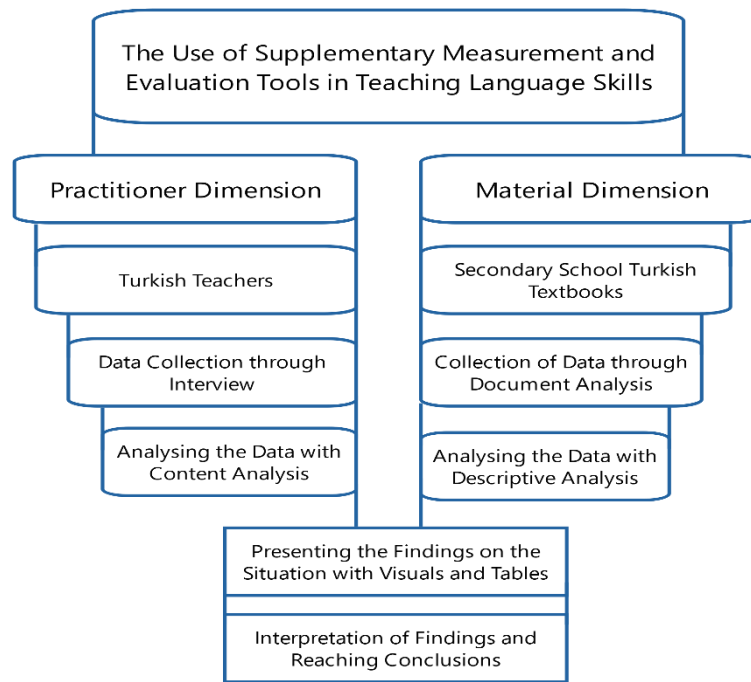 The Use of Supplementary Measurement and
Evaluation Tools in Teaching Language Skills
Practitioner Dimension
Turkish Teachers
Data Collection through
Interview
Analysing the Data with
Content Analysis
Material Dimension
Secondary School Turkish
Textbooks
Collection of Data through
Document Analysis
Analysing the Data with
Descriptive Analysis
Presenting the Findings on the
Situation with Visuals and Tables
Interpretation of Findings and
Reaching Conclusions